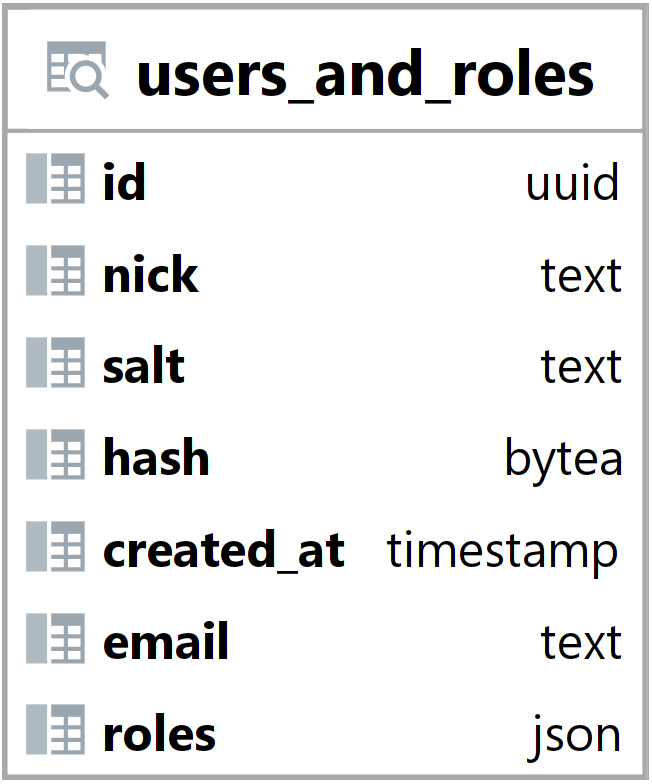 users_and_roles
id uuid
nick text
salt text
hash bytea
created_at timestamp
email text
roles json